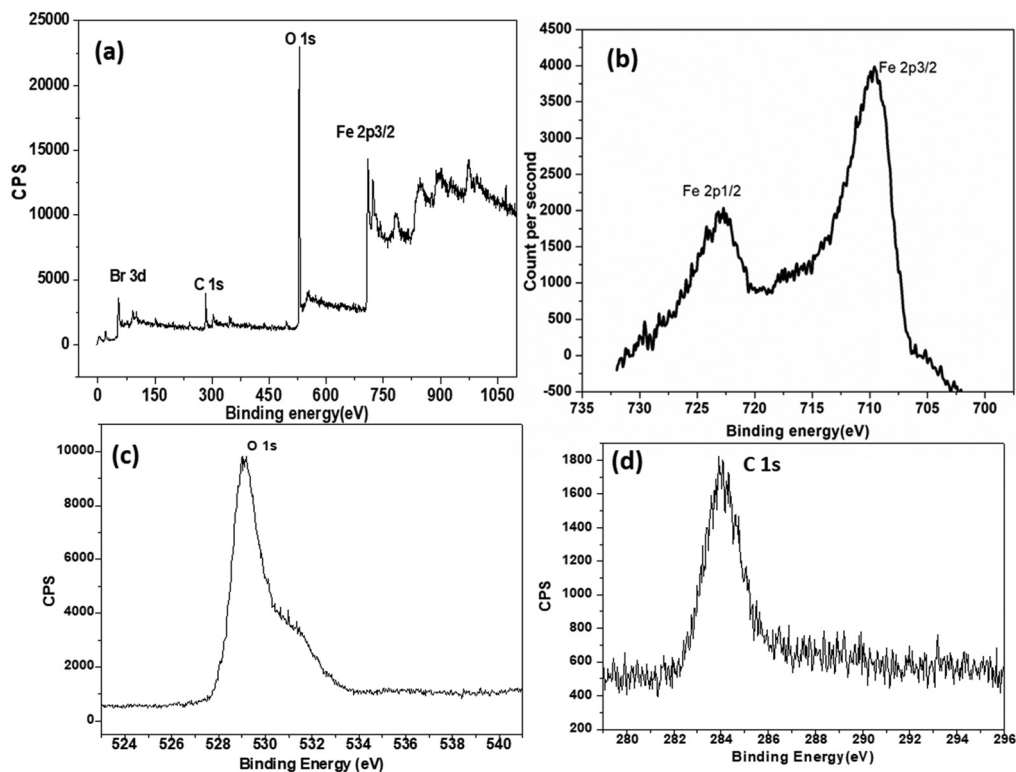 (a)
25000
20000
15000
10000
5000
0
CPS
O 1s
Fe 2p3/2
Br 3d
C 1s
0 150 300 450 600 750 900 1050
Binding energy(eV)
(b)
4500
4000
3500
3000
2500
2000
1500
1000
500
0
-500
Count per second
Fe 2p3/2
Fe 2p1/2
735 730 725 720 715 710 705 700
Binding energy(eV)
(c)
O 1s
10000
8000
6000
4000
2000
0
CPS
524 526 528 530 532 534 536 538 540
Binding Energy (eV)
(d)
C 1s
1800
1600
1400
1200
1000
800
600
400
200
CPS
280 282 284 286 288 290 292 294 296
Binding Energy(eV)